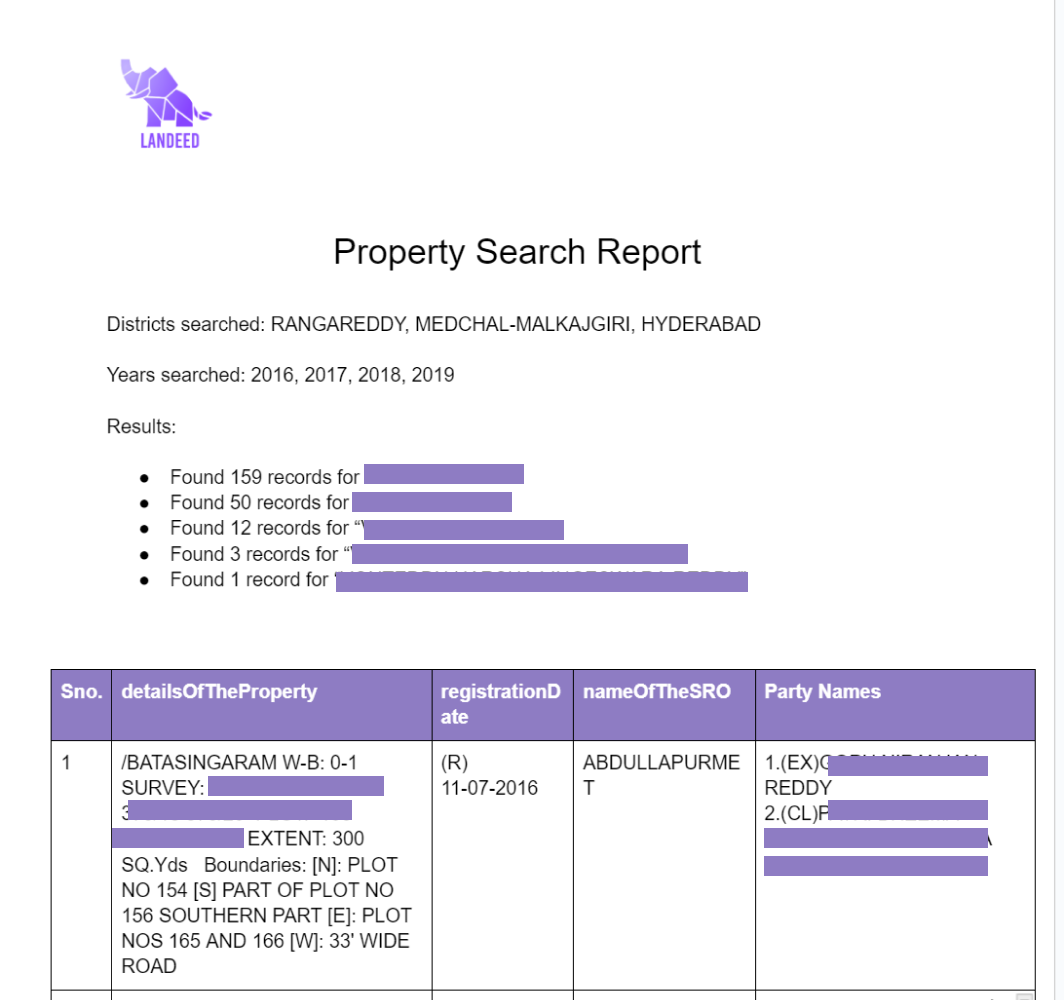 LANDEED
Property Search Report
Districts searched: RANGAREDDY, MEDCHAL-MALKAJGIRI, HYDERABAD
Years searched: 2016, 2017, 2018, 2019
Results:
● Found 159 records for
● Found 50 records for
● Found 12 records for “
● Found 3 records for “
● Found 1 record for
Sno. detailsOfTheProperty registrationD nameOfTheSRO Party Names
ate
1 /BATASINGARAM W-B: 0-1 (R) ABDULLAPURME 1.(EX)
SURVEY: 11-07-2016 T REDDY
2.(CL)P
EXTENT: 300
SQ.Yds Boundaries: [N]: PLOT
NO 154 [S] PART OF PLOT NO
156 SOUTHERN PART [E]: PLOT
NOS 165 AND 166 [W]: 33' WIDE
ROAD